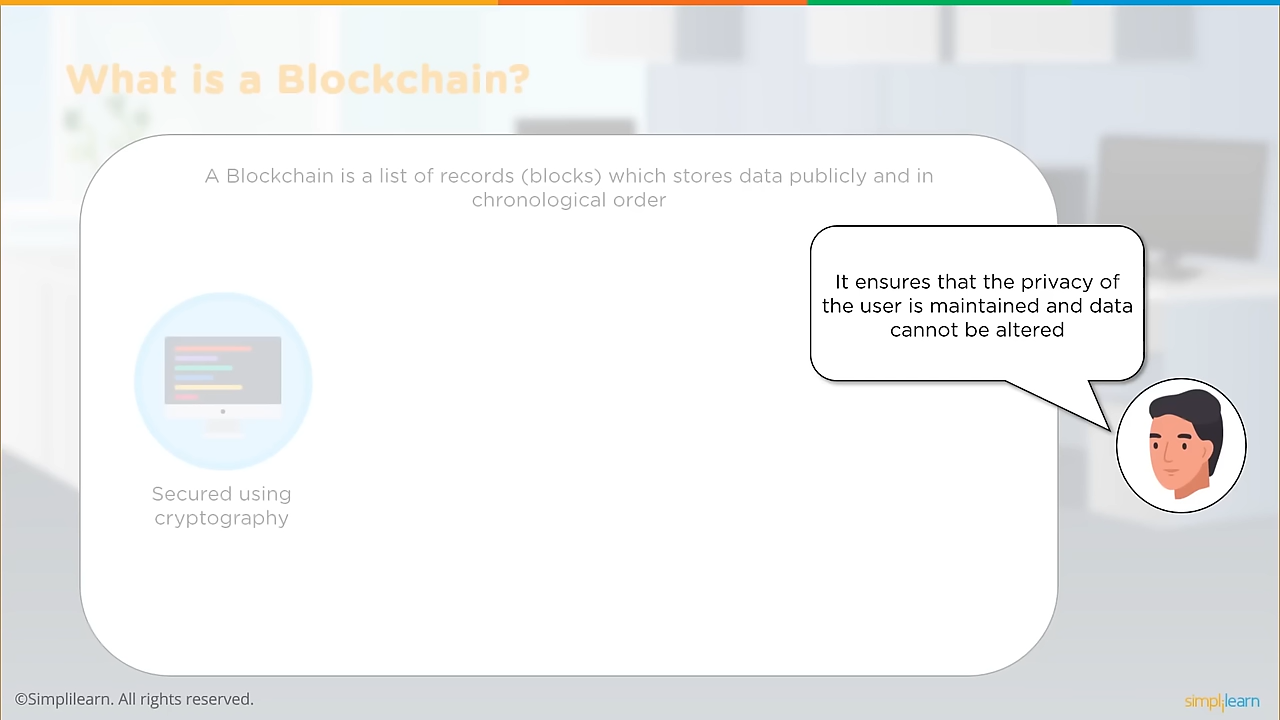 What is a Blockchain?
A Blockchain is a list of records (blocks) which stores data publicly and in
chronological order
It ensures that the privacy of
the user is maintained and data
cannot be altered
Secured using
cryptography
©Simplilearn. All rights reserved.
simplilearn